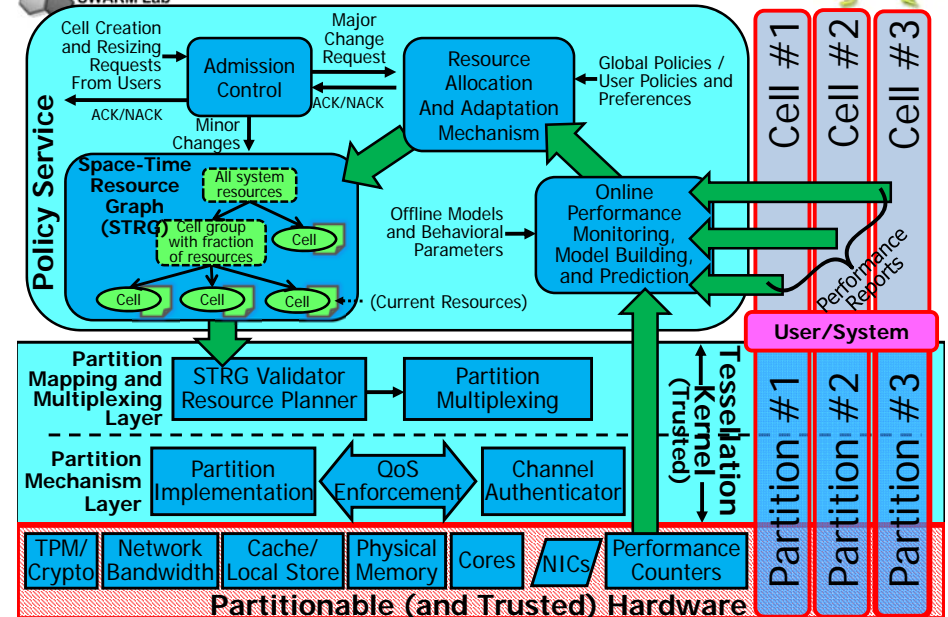 SWARM Lab
Cell Creation
and Resizing
Requests
From Users
ACK/NACK
Admission
Control
Major
Change
Request
ACK/NACK
Minor
Changes
Resource
Allocation
And Adaptation
Mechanism
Global Policies /
User Policies and
Preferences
Policy Service
Space-Time
Resource
Graph
(STRG)
All system
resources
Cell group
with fraction
of resources
Cell
Cell
Cell
Cell
(Current Resources)
Offline Models
and Behavioral
Parameters
Online
Performance
Monitoring,
Model Building,
and Prediction
Performance
Reports
Cell #1
Cell #2
Cell #3
User/System
Partition #1
Partition #2
Partition #3
Partition
Mapping and
Multiplexing
Layer
STRG Validator
Resource Planner
Partition
Multiplexing
Tessellation
Kernel
(Trusted)
Partition
Mechanism
Layer
Partition
Implementation
QoS
Enforcement
Channel
Authenticator
TPM/
Crypto
Network
Bandwidth
Cache/
Local Store
Physical
Memory
Cores
NICs
Performance
Counters
Partitionable (and Trusted) Hardware